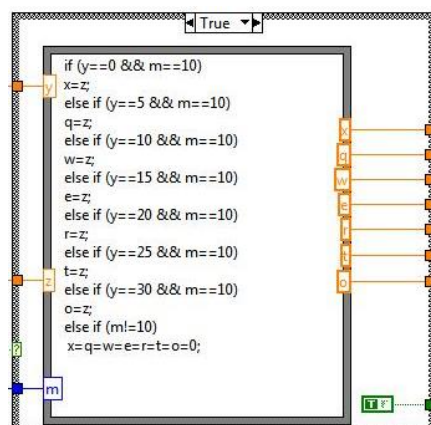 True
if (y==0 && m==10)
x=z;
else if (y==5 && m==10)
q=z;
else if (y==10 && m==10)
w=z;
else if (y==15 && m==10)
e=z;
else if (y==20 && m==10)
r=z;
else if (y==25 && m==10)
t=z;
else if (y==30 && m==10)
o=z;
else if (m!=10)
x=q=w=e=r=t=o=0;
y
z
?
m
x
q
w
e
r
t
o
T